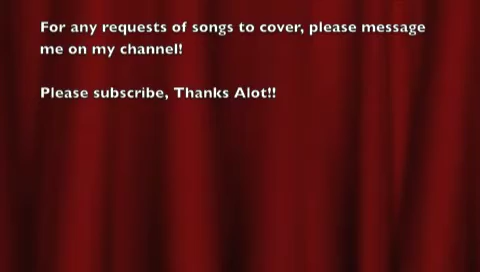 For any requests of songs to cover, please message
me on my channel!
Please subscribe, Thanks Alot!!